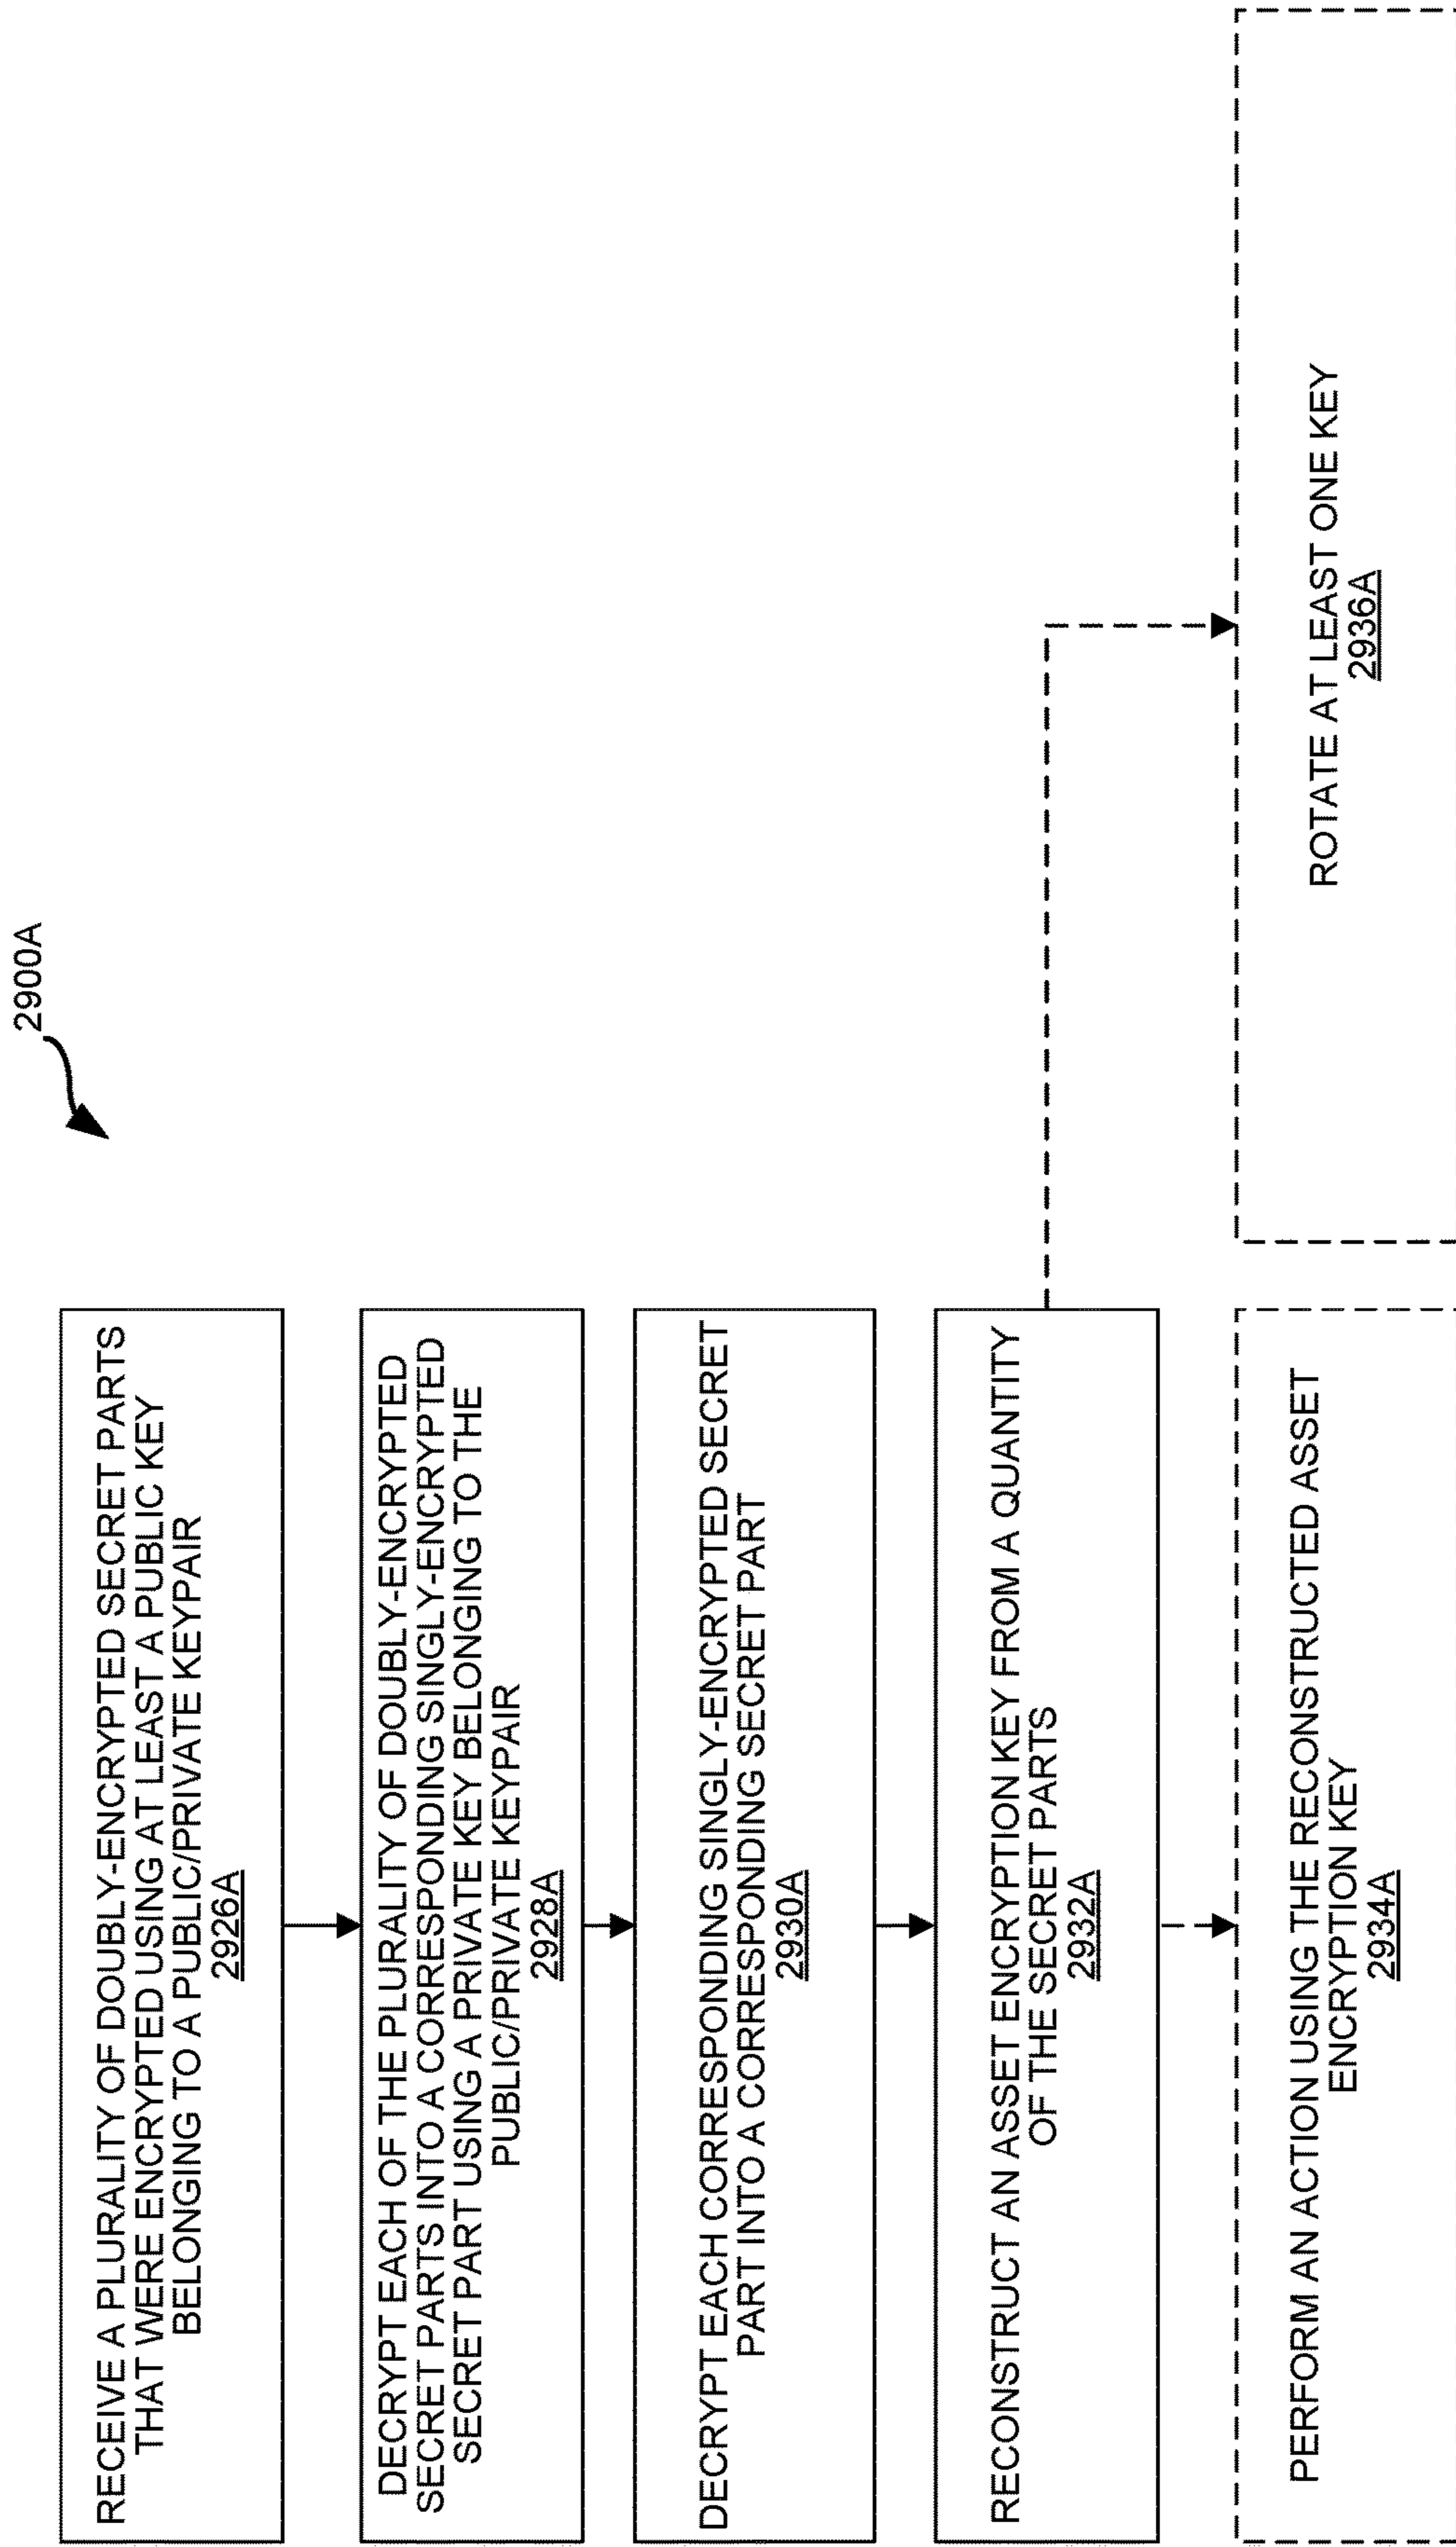 2900A
RECEIVE A PLURALITY OF DOUBLY-ENCRYPTED SECRET PARTS
THAT WERE ENCRYPTED USING AT LEAST A PUBLIC KEY
BELONGING TO A PUBLIC/PRIVATE KEYPAIR
2926A
DECRYPT EACH OF THE PLURALITY OF DOUBLY-ENCRYPTED
SECRET PARTS INTO A CORRESPONDING SINGLY-ENCRYPTED
SECRET PART USING A PRIVATE KEY BELONGING TO THE
PUBLIC/PRIVATE KEYPAIR
2928A
DECRYPT EACH CORRESPONDING SINGLY-ENCRYPTED SECRET
PART INTO A CORRESPONDING SECRET PART
2930A
RECONSTRUCT AN ASSET ENCRYPTION KEY FROM A QUANTITY
OF THE SECRET PARTS
2932A
PERFORM AN ACTION USING THE RECONSTRUCTED ASSET
ENCRYPTION KEY
2934A
ROTATE AT LEAST ONE KEY
2936A